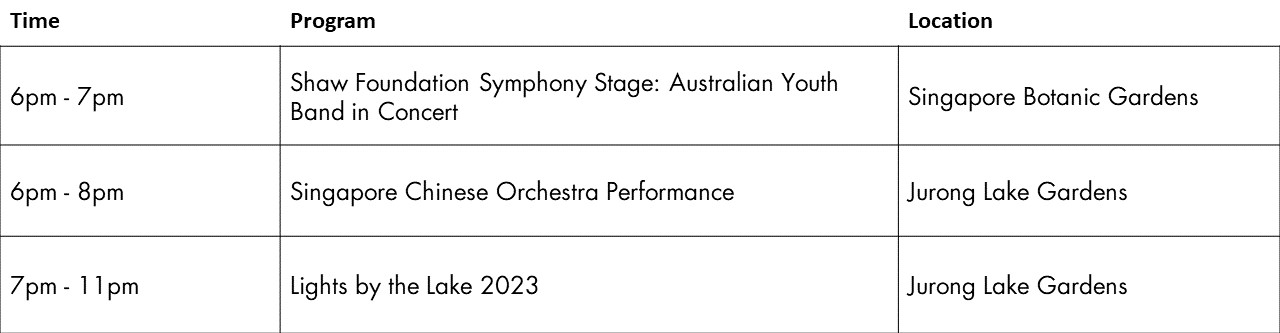 Time Program Location
6pm - 7pm Shaw Foundation Symphony Stage: Australian Youth Band in Concert Singapore Botanic Gardens
6pm - 8pm Singapore Chinese Orchestra Performance Jurong Lake Gardens
7pm - 11pm Lights by the Lake 2023 Jurong Lake Gardens